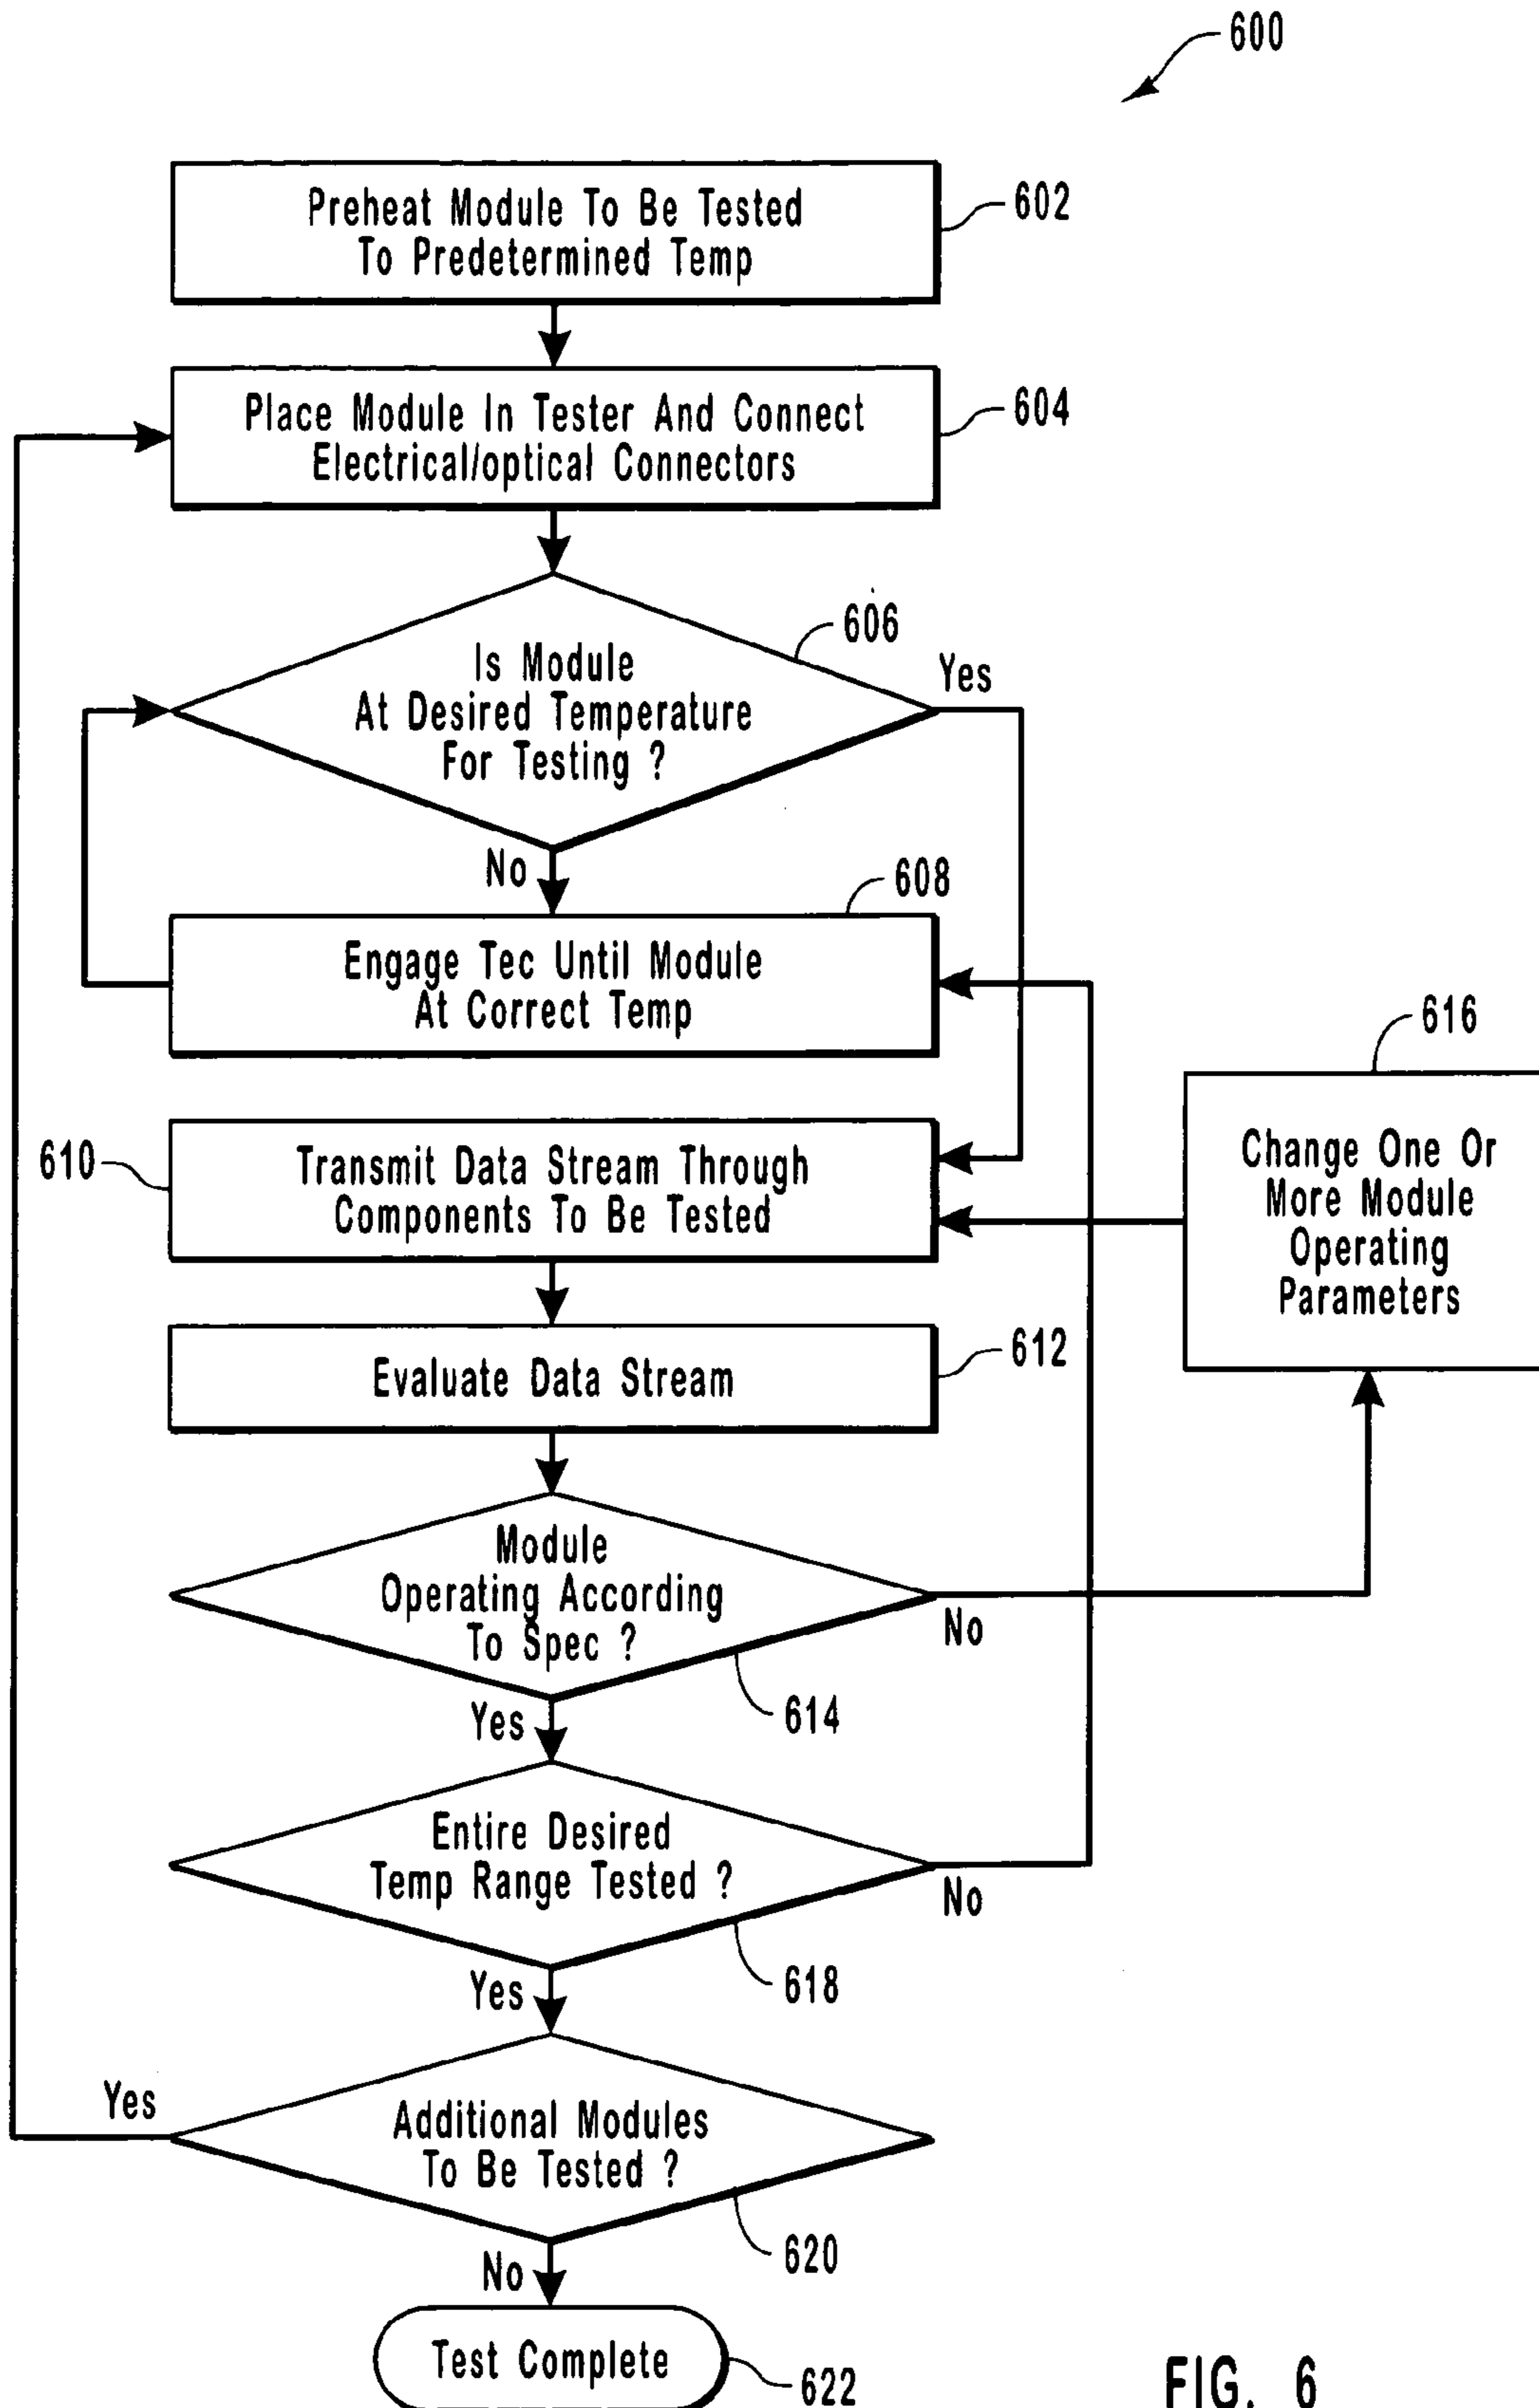 600
Preheat Module To Be Tested
To Predetermined Temp
602
Place Module In Tester And Connect
Electrical/optical Connectors
604
606
Is Module
At Desired Temperature
For Testing ?
Yes
No
608
Engage Tec Until Module
At Correct Temp
616
Change One Or
More Module
Operating
Parameters
610
Transmit Data Stream Through
Components To Be Tested
Evaluate Data Stream
612
Module
Operating According
To Spec ?
No
614
Yes
Entire Desired
Temp Range Tested ?
No
618
Yes
Additional Modules
To Be Tested ?
Yes
620
No
Test Complete
622
FIG. 6